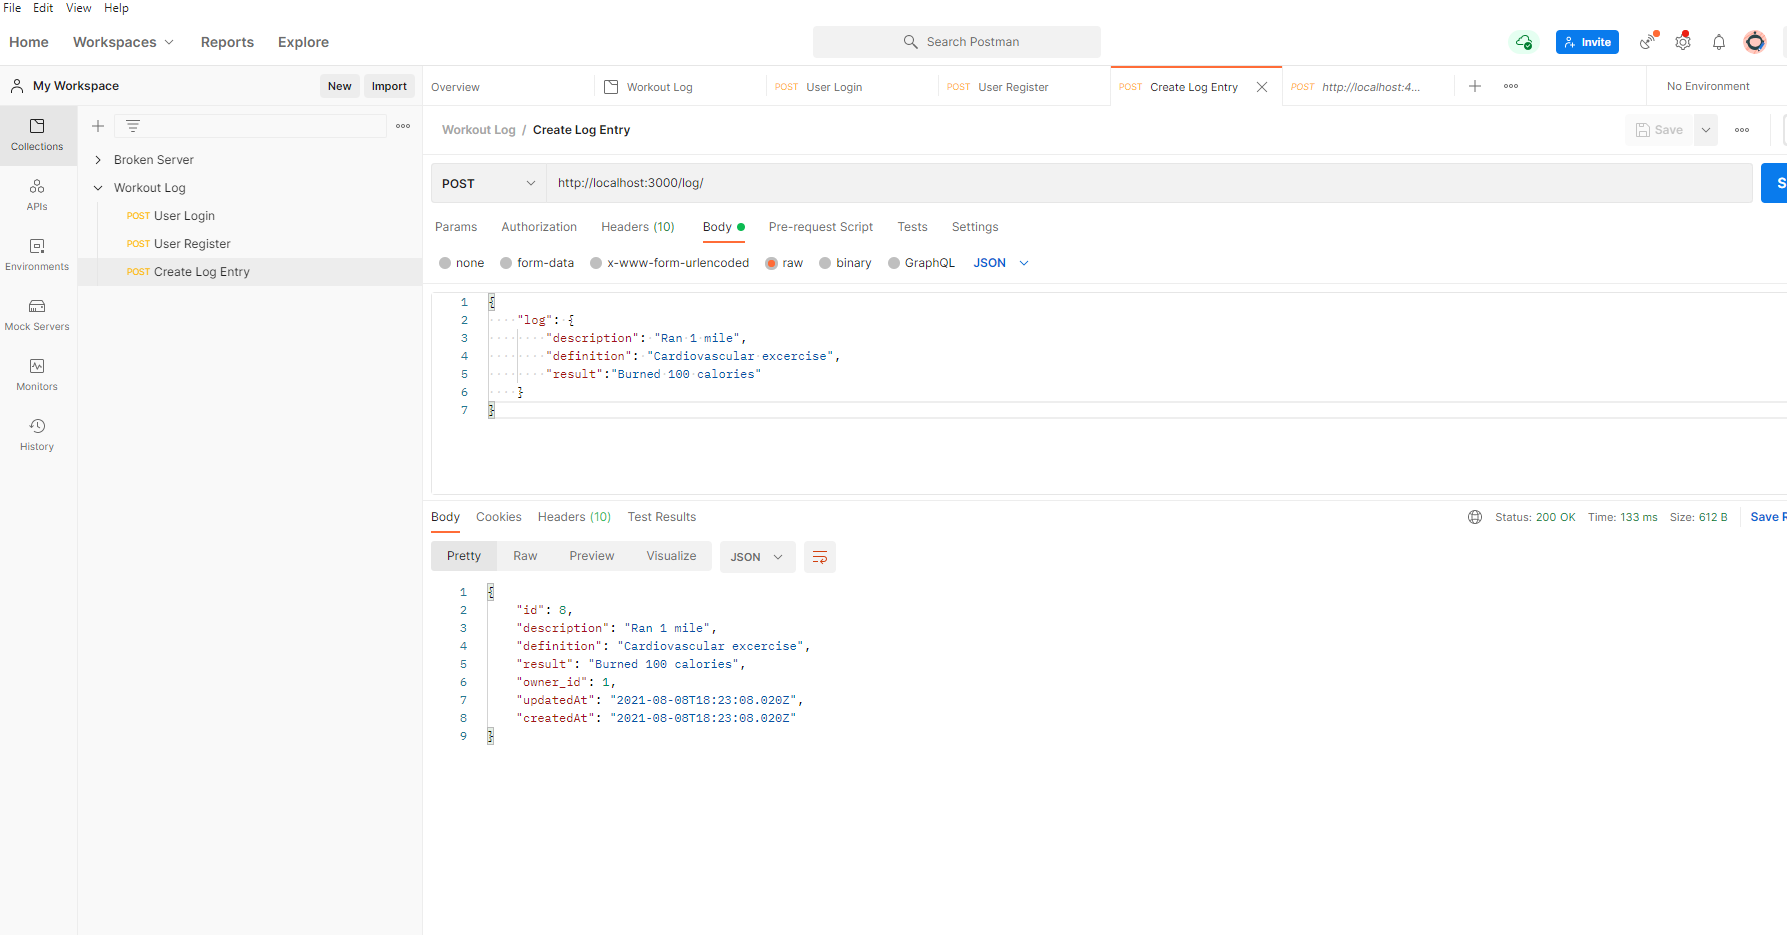 File Edit View Help
Home Workspaces Reports Explore Search Postman Invite
My Workspace New Import
Overview Workout Log POST User Login POST User Register POST Create Log Entry POST http://localhost:4... No Environment
Collections
APIs
Environments
Mock Servers
Monitors
History
Broken Server
Workout Log
POST User Login
POST User Register
POST Create Log Entry
Workout Log / Create Log Entry Save
POST http://localhost:3000/log/ S
Params Authorization Headers (10) Body Pre-request Script Tests Settings
none form-data x-www-form-urlencoded raw binary GraphQL JSON
1 {
2 "log": {
3 "description": "Ran 1 mile",
4 "definition": "Cardiovascular excercise",
5 "result":"Burned 100 calories"
6 }
7 }
Body Cookies Headers (10) Test Results Status: 200 OK Time: 133 ms Size: 612 B Save R
Pretty Raw Preview Visualize JSON
1 {
2 "id": 8,
3 "description": "Ran 1 mile",
4 "definition": "Cardiovascular excercise",
5 "result": "Burned 100 calories",
6 "owner_id": 1,
7 "updatedAt": "2021-08-08T18:23:08.020Z",
8 "createdAt": "2021-08-08T18:23:08.020Z"
9 }